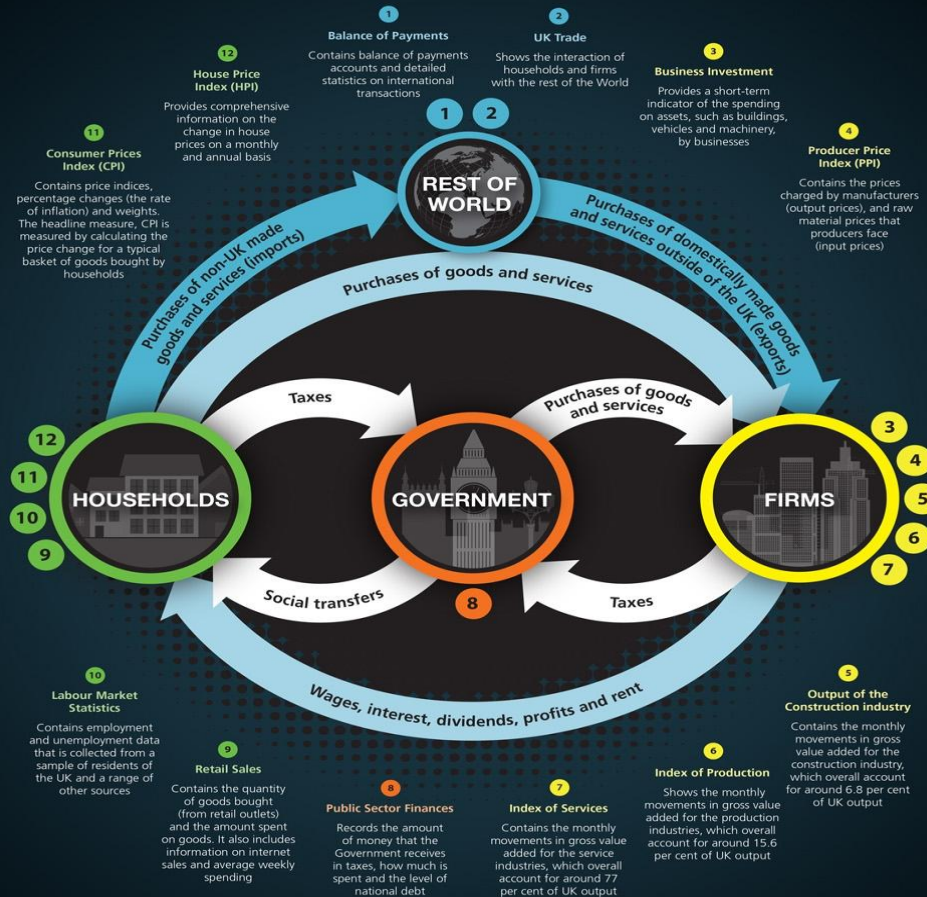 1
Balance of Payments
Contains balance of payments
accounts and detailed
statistics on international
transactions
2
UK Trade
Shows the interaction of
households and firms
with the rest of the World
3
Business Investment
Provides a short-term
indicator of the spending
on assets, such as buildings,
vehicles and machinery,
by businesses
4
Producer Price
Index (PPI)
Contains the prices
charged by manufacturers
(output prices), and raw
material prices that
producers face
(input prices)
12
House Price
Index (HPI)
Provides comprehensive
information on the
change in house
prices on a monthly
and annual basis
11
Consumer Prices
Index (CPI)
Contains price indices,
percentage changes (the rate
of inflation) and weights.
The headline measure, CPI is
measured by calculating the
price change for a typical
basket of goods bought by
households
1 2
REST OF
WORLD
Purchases of non-UK made
goods and services (imports)
Purchases of domestically made goods
and services outside of the UK (exports)
Purchases of goods and services
Taxes
Purchases of goods
and services
12
11
10
9
HOUSEHOLDS
GOVERNMENT
FIRMS
3
4
5
6
7
Social transfers
8
Taxes
Wages, interest, dividends, profits and rent
10
Labour Market
Statistics
Contains employment
and unemployment data
that is collected from a
sample of residents of
the UK and a range of
other sources
9
Retail Sales
Contains the quantity
of goods bought
(from retail outlets)
and the amount spent
on goods. It also includes
information on internet
sales and average weekly
spending
8
Public Sector Finances
Records the amount
of money that the
Government receives
in taxes, how much is
spent and the level of
national debt
7
Index of Services
Contains the monthly
movements in gross value
added for the service
industries, which overall
account for around 77
per cent of UK output
6
Index of Production
Shows the monthly
movements in gross value
added for the production
industries, which overall
account for around 15.6
per cent of UK output
5
Output of the
Construction industry
Contains the monthly
movements in gross
value added for the
construction industry,
which overall account
for around 6.8 per cent
of UK output